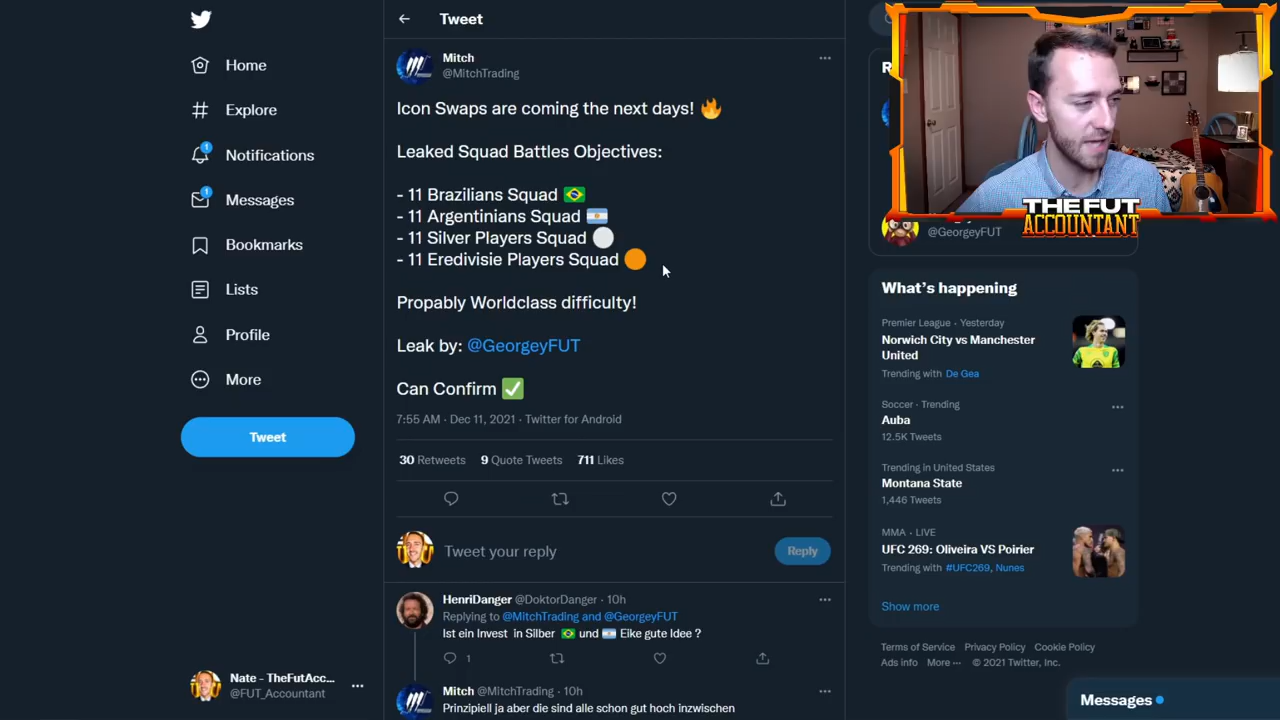 Home
Explore
Notifications
1
Messages
1
Bookmarks
Lists
Profile
More
Tweet
Nate - TheFutAcc...
@FUT_Accountant
Tweet
Mitch
@MitchTrading
Icon Swaps are coming the next days! 🔥
Leaked Squad Battles Objectives:
- 11 Brazilians Squad 🇧🇷
- 11 Argentinians Squad 🇦🇷
- 11 Silver Players Squad ⚪
- 11 Eredivisie Players Squad 🟠
Propably Worldclass difficulty!
Leak by: @GeorgeyFUT
Can Confirm ✅
7:55 AM · Dec 11, 2021 · Twitter for Android
30 Retweets 9 Quote Tweets 711 Likes
Tweet your reply
Reply
HenriDanger @DoktorDanger · 10h
Replying to @MitchTrading and @GeorgeyFUT
Ist ein Invest in Silber 🇧🇷 und 🇦🇷 Eike gute Idee ?
1
Mitch @MitchTrading · 10h
Prinzipiell ja aber die sind alle schon gut hoch inzwischen
THE FUT
ACCOUNTANT
@GeorgeyFUT
What's happening
Premier League · Yesterday
Norwich City vs Manchester
United
Trending with De Gea
Soccer · Trending
Auba
12.5K Tweets
Trending in United States
Montana State
1,446 Tweets
MMA · LIVE
UFC 269: Oliveira VS Poirier
Trending with #UFC269, Nunes
Show more
Terms of Service Privacy Policy Cookie Policy
Ads info More ··· © 2021 Twitter, Inc.
Messages